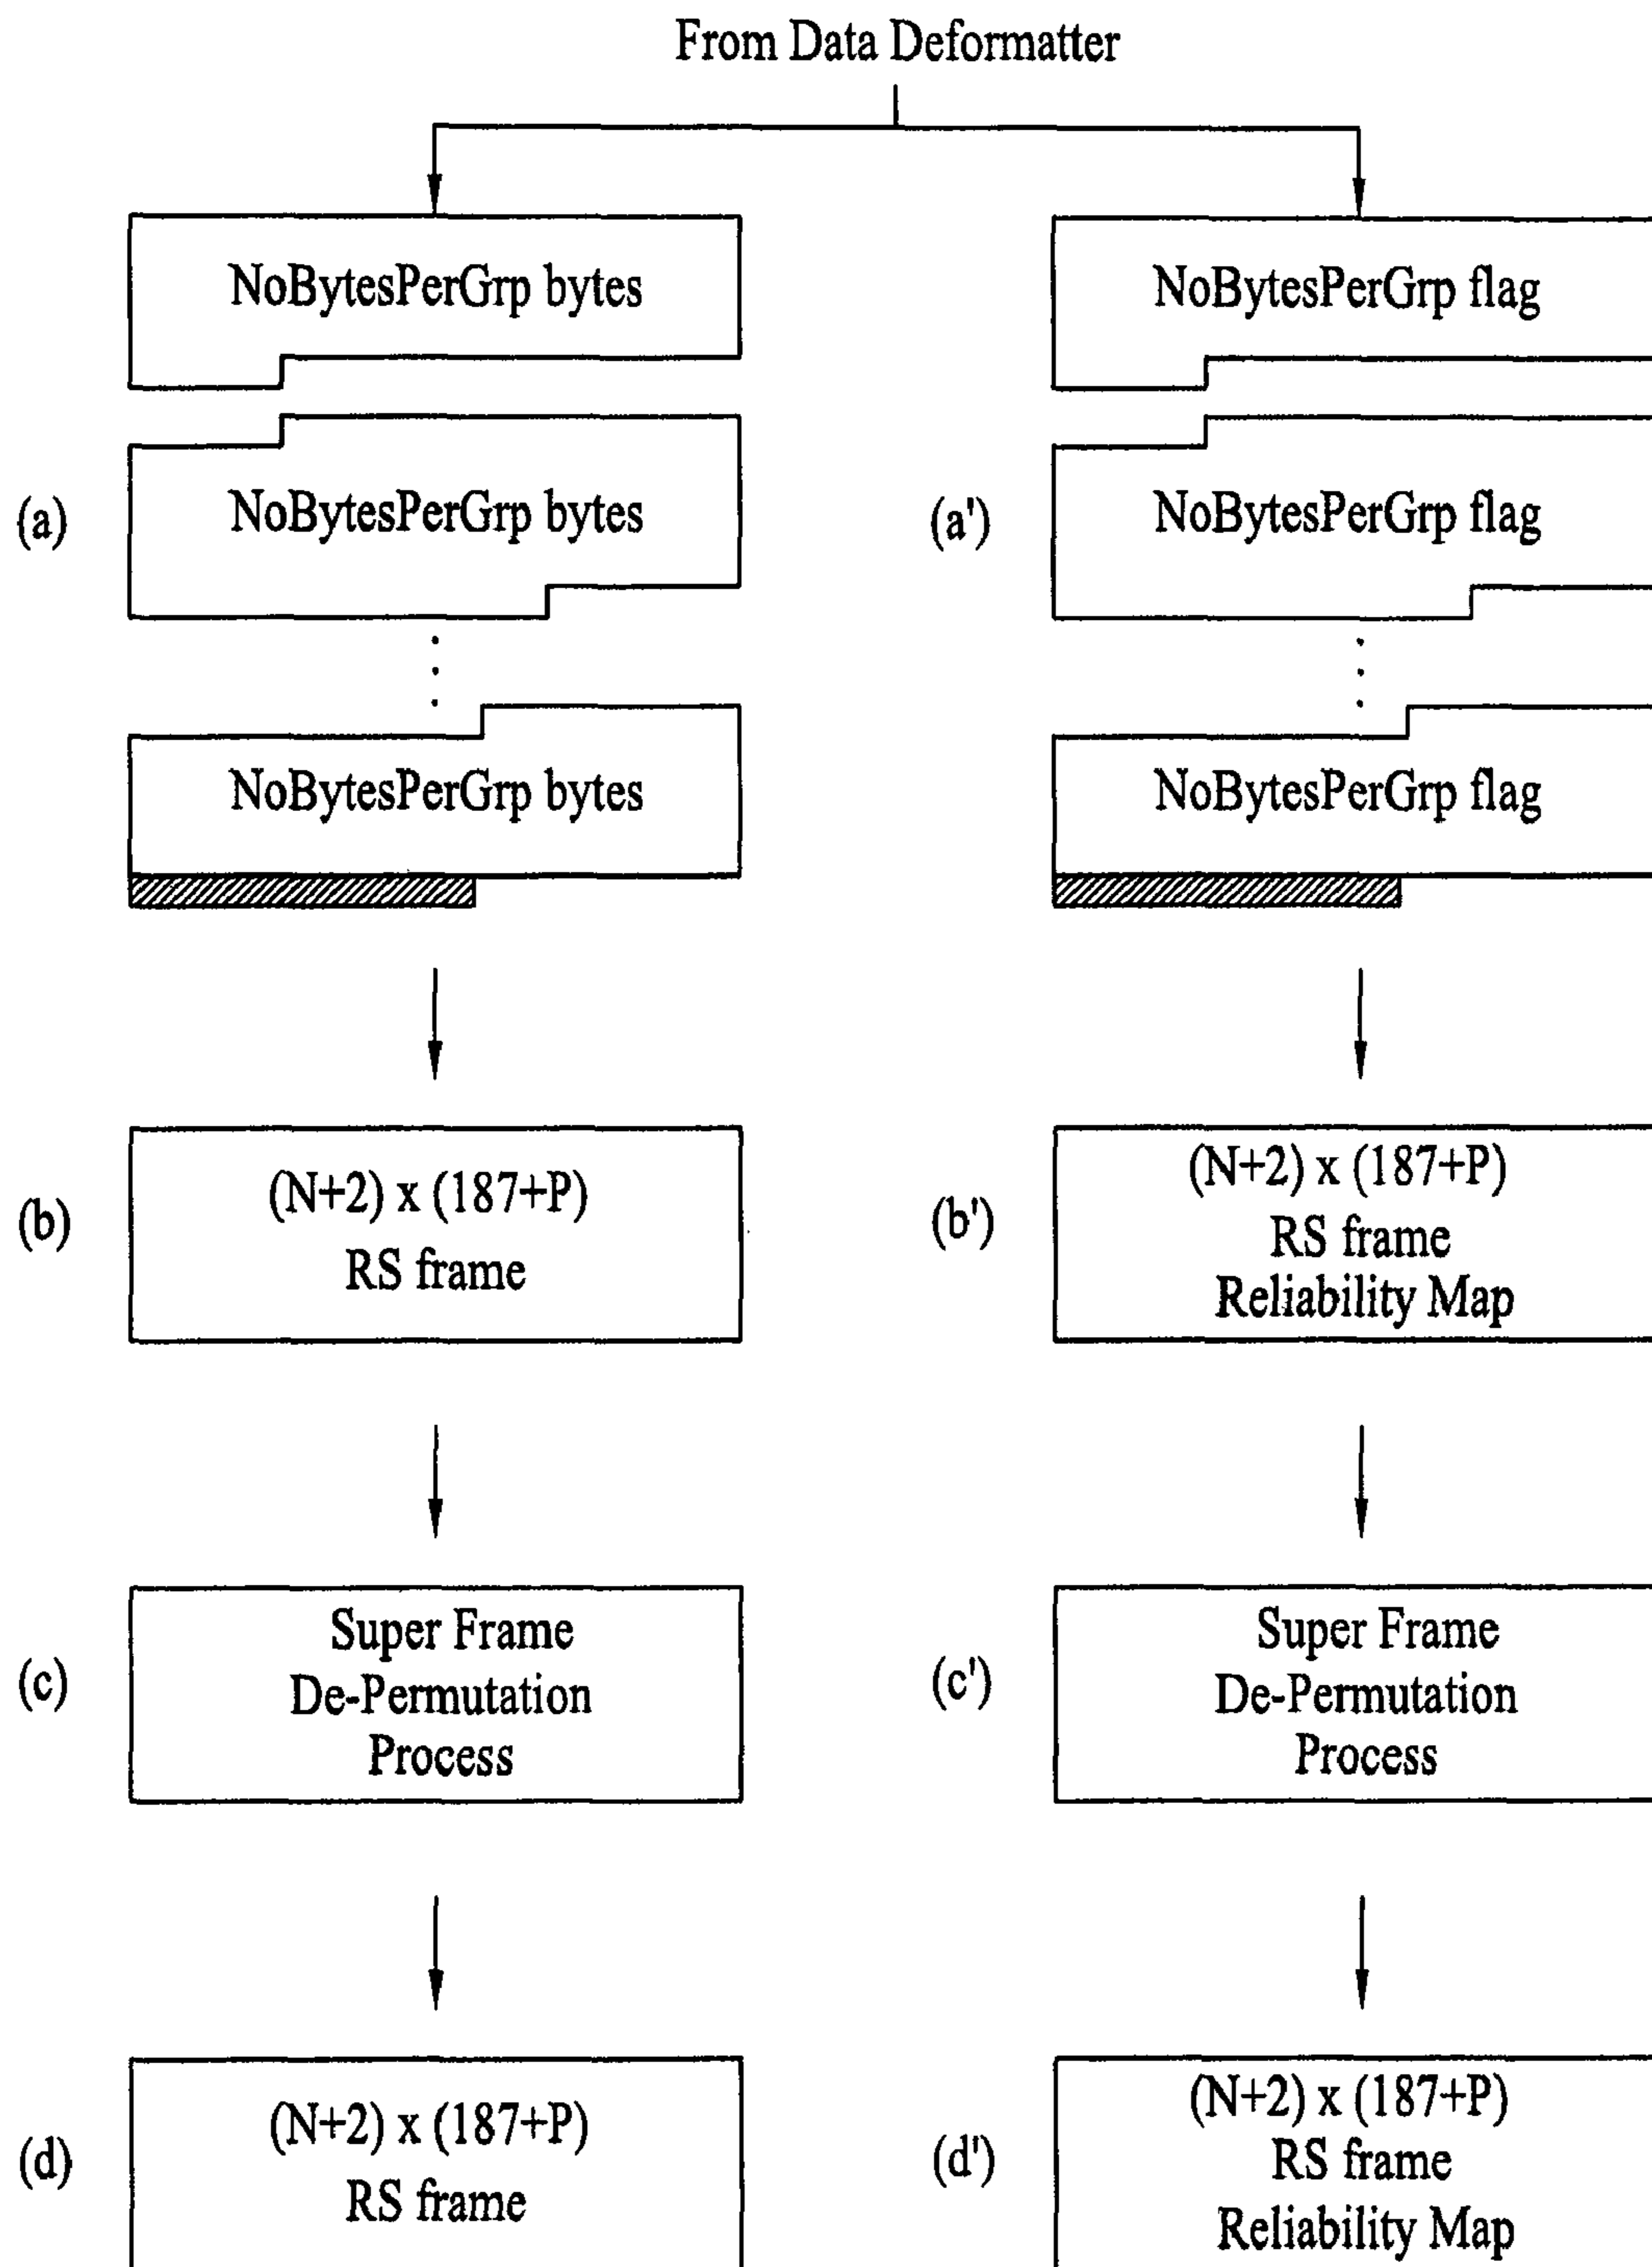 From Data Deformatter
NoBytesPerGrp bytes
NoBytesPerGrp flag
(a)
NoBytesPerGrp bytes
(a')
NoBytesPerGrp flag
NoBytesPerGrp bytes
NoBytesPerGrp flag
(b)
(N+2) x (187+P)
RS frame
(b')
(N+2) x (187+P)
RS frame
Reliability Map
(c)
Super Frame
De-Permutation
Process
(c')
Super Frame
De-Permutation
Process
(d)
(N+2) x (187+P)
RS frame
(d')
(N+2) x (187+P)
RS frame
Reliability Map